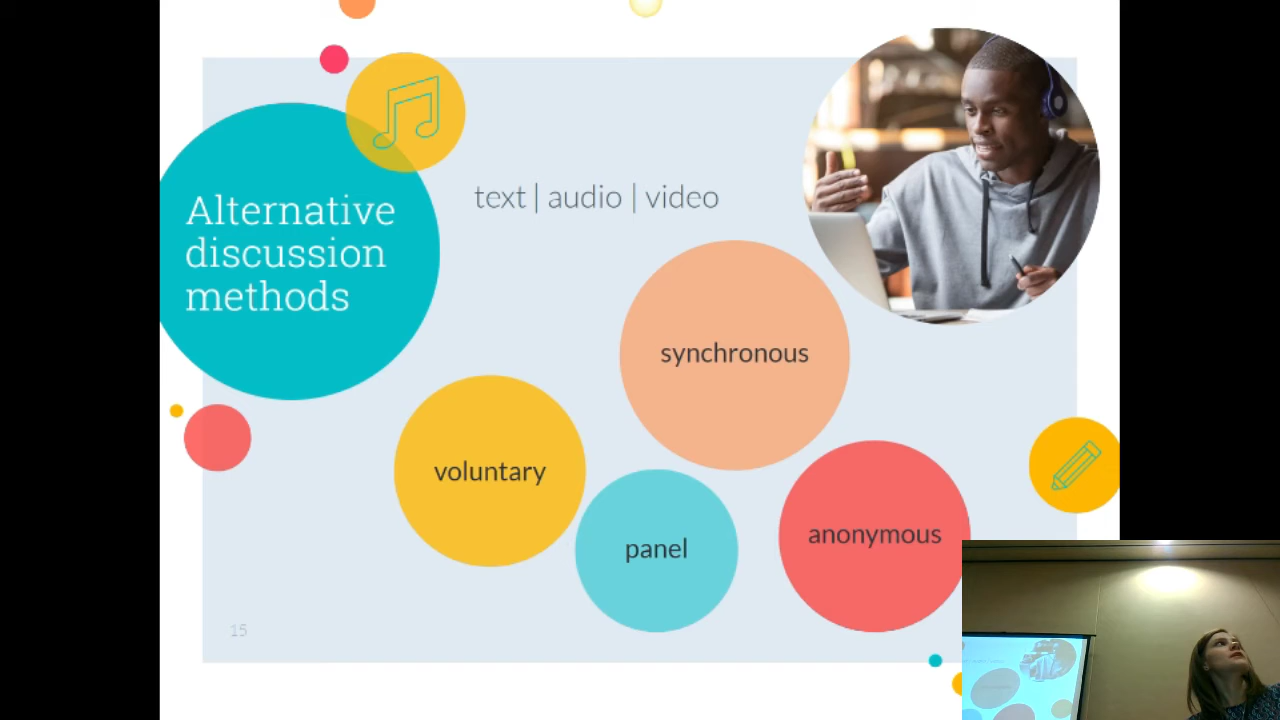 Alternative
discussion
methods
text | audio | video
synchronous
voluntary
panel
anonymous
15